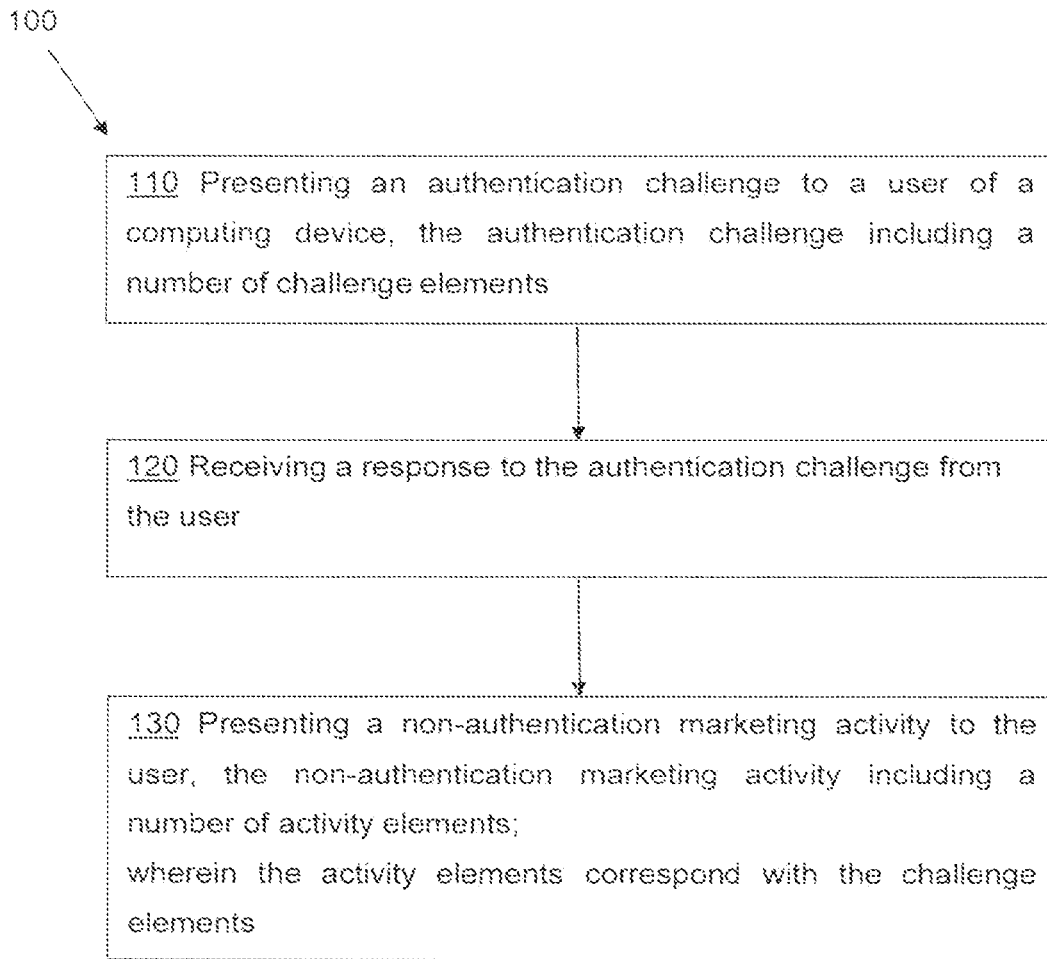 100
110 Presenting an authentication challenge to a user of a
computing device, the authentication challenge including a
number of challenge elements
120 Receiving a response to the authentication challenge from
the user
130 Presenting a non-authentication marketing activity to the
user, the non-authentication marketing activity including a
number of activity elements;
wherein the activity elements correspond with the challenge
elements